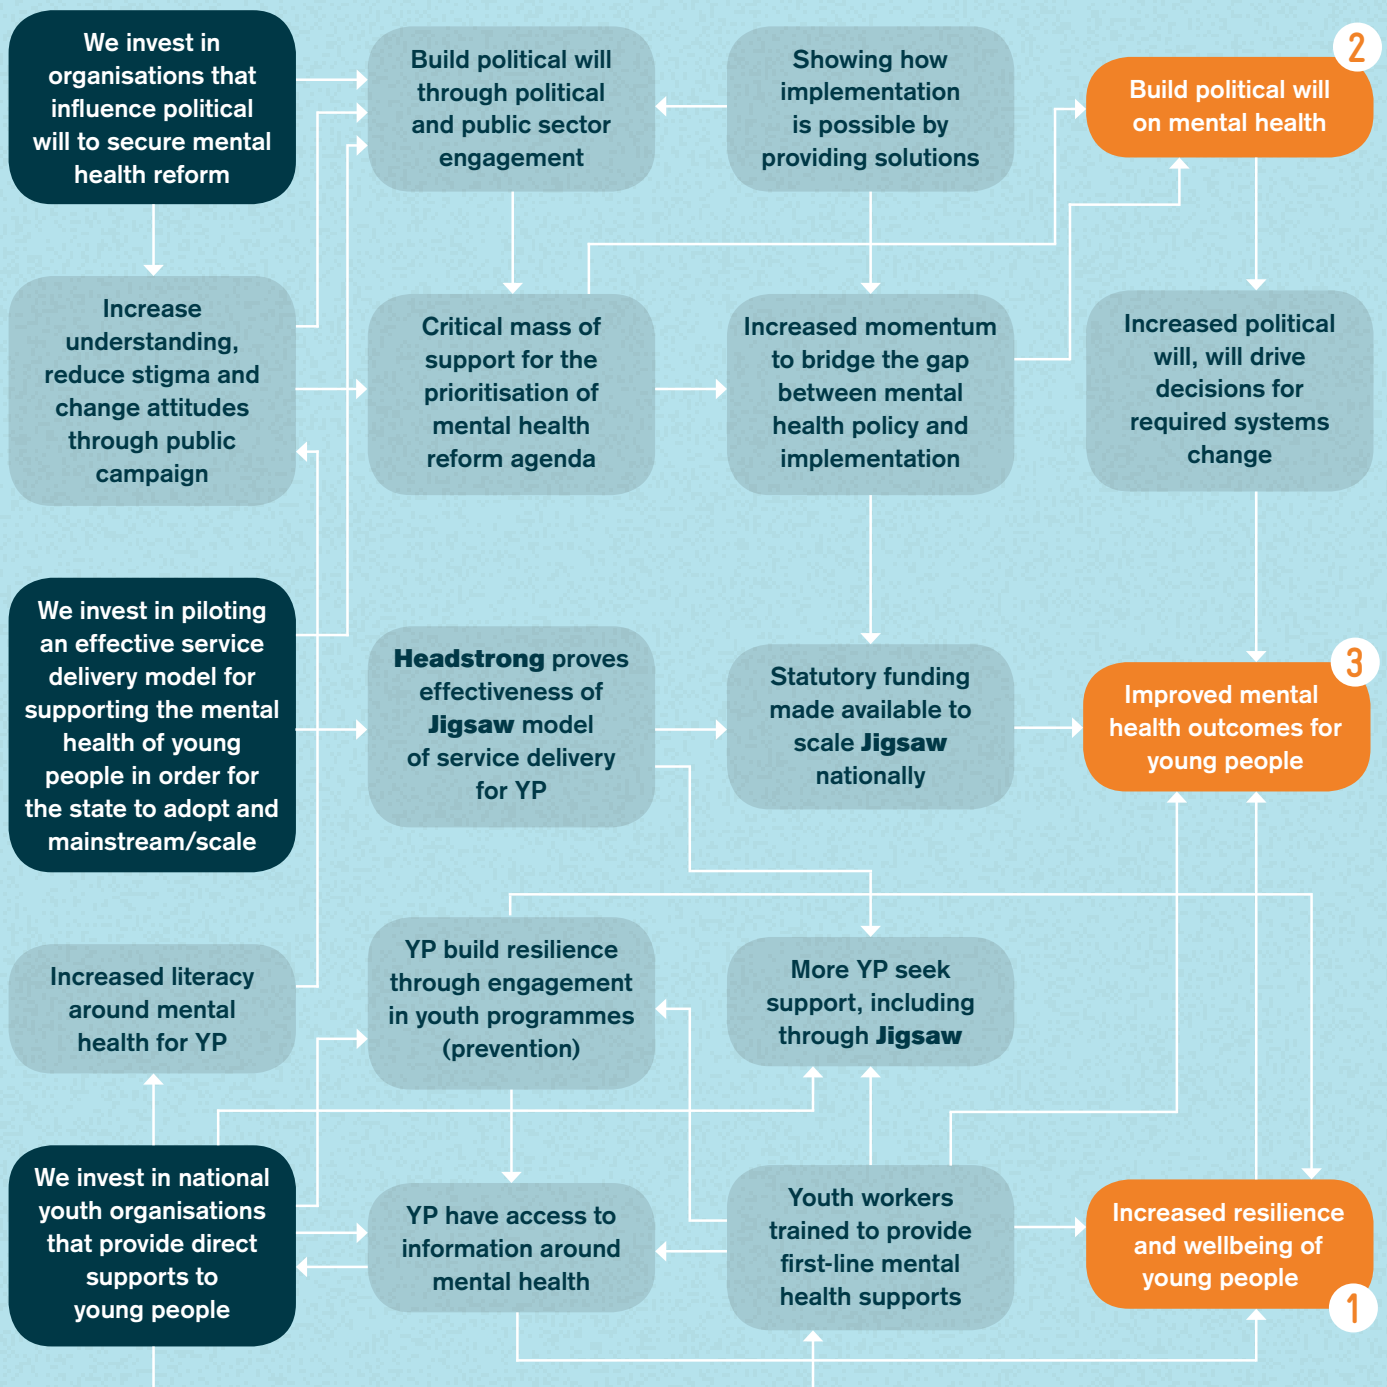 We invest in
organisations that
influence political
will to secure mental
health reform
Build political will
through political
and public sector
engagement
Showing how
implementation
is possible by
providing solutions
2
Build political will
on mental health
Increase
understanding,
reduce stigma and
change attitudes
through public
campaign
Critical mass of
support for the
prioritisation of
mental health
reform agenda
Increased momentum
to bridge the gap
between mental
health policy and
implementation
Increased political
will, will drive
decisions for
required systems
change
We invest in piloting
an effective service
delivery model for
supporting the mental
health of young
people in order for
the state to adopt and
mainstream/scale
Headstrong proves
effectiveness of
Jigsaw model
of service delivery
for YP
Statutory funding
made available to
scale Jigsaw
nationally
3
Improved mental
health outcomes for
young people
Increased literacy
around mental
health for YP
YP build resilience
through engagement
in youth programmes
(prevention)
More YP seek
support, including
through Jigsaw
We invest in national
youth organisations
that provide direct
supports to
young people
YP have access to
information around
mental health
Youth workers
trained to provide
first-line mental
health supports
Increased resilience
and wellbeing of
young people
1